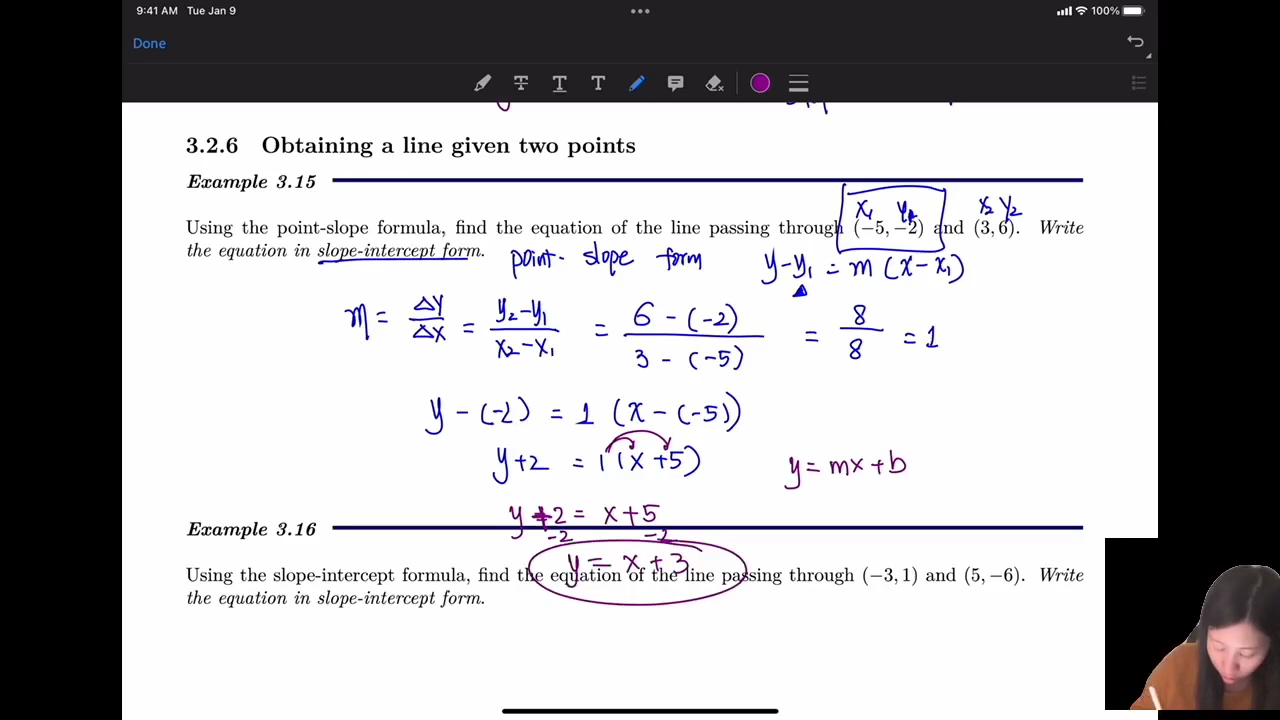 9:41 AM Tue Jan 9
100%
Done
3.2.6 Obtaining a line given two points
Example 3.15
x₁ y₁ x₂ y₂
Using the point-slope formula, find the equation of the line passing through (−5, −2) and (3, 6). Write
the equation in slope-intercept form.
point- slope form y−y₁ = m (x−x₁)
m = Δy/Δx = (y₂−y₁)/(x₂−x₁) = (6 − (−2))/(3 − (−5)) = 8/8 = 1
y − (−2) = 1 (x − (−5))
y+2 = 1(x+5) y = mx+b
y+2 = x+5
−2 −2
Example 3.16
y = x+3
Using the slope-intercept formula, find the equation of the line passing through (−3, 1) and (5, −6). Write
the equation in slope-intercept form.